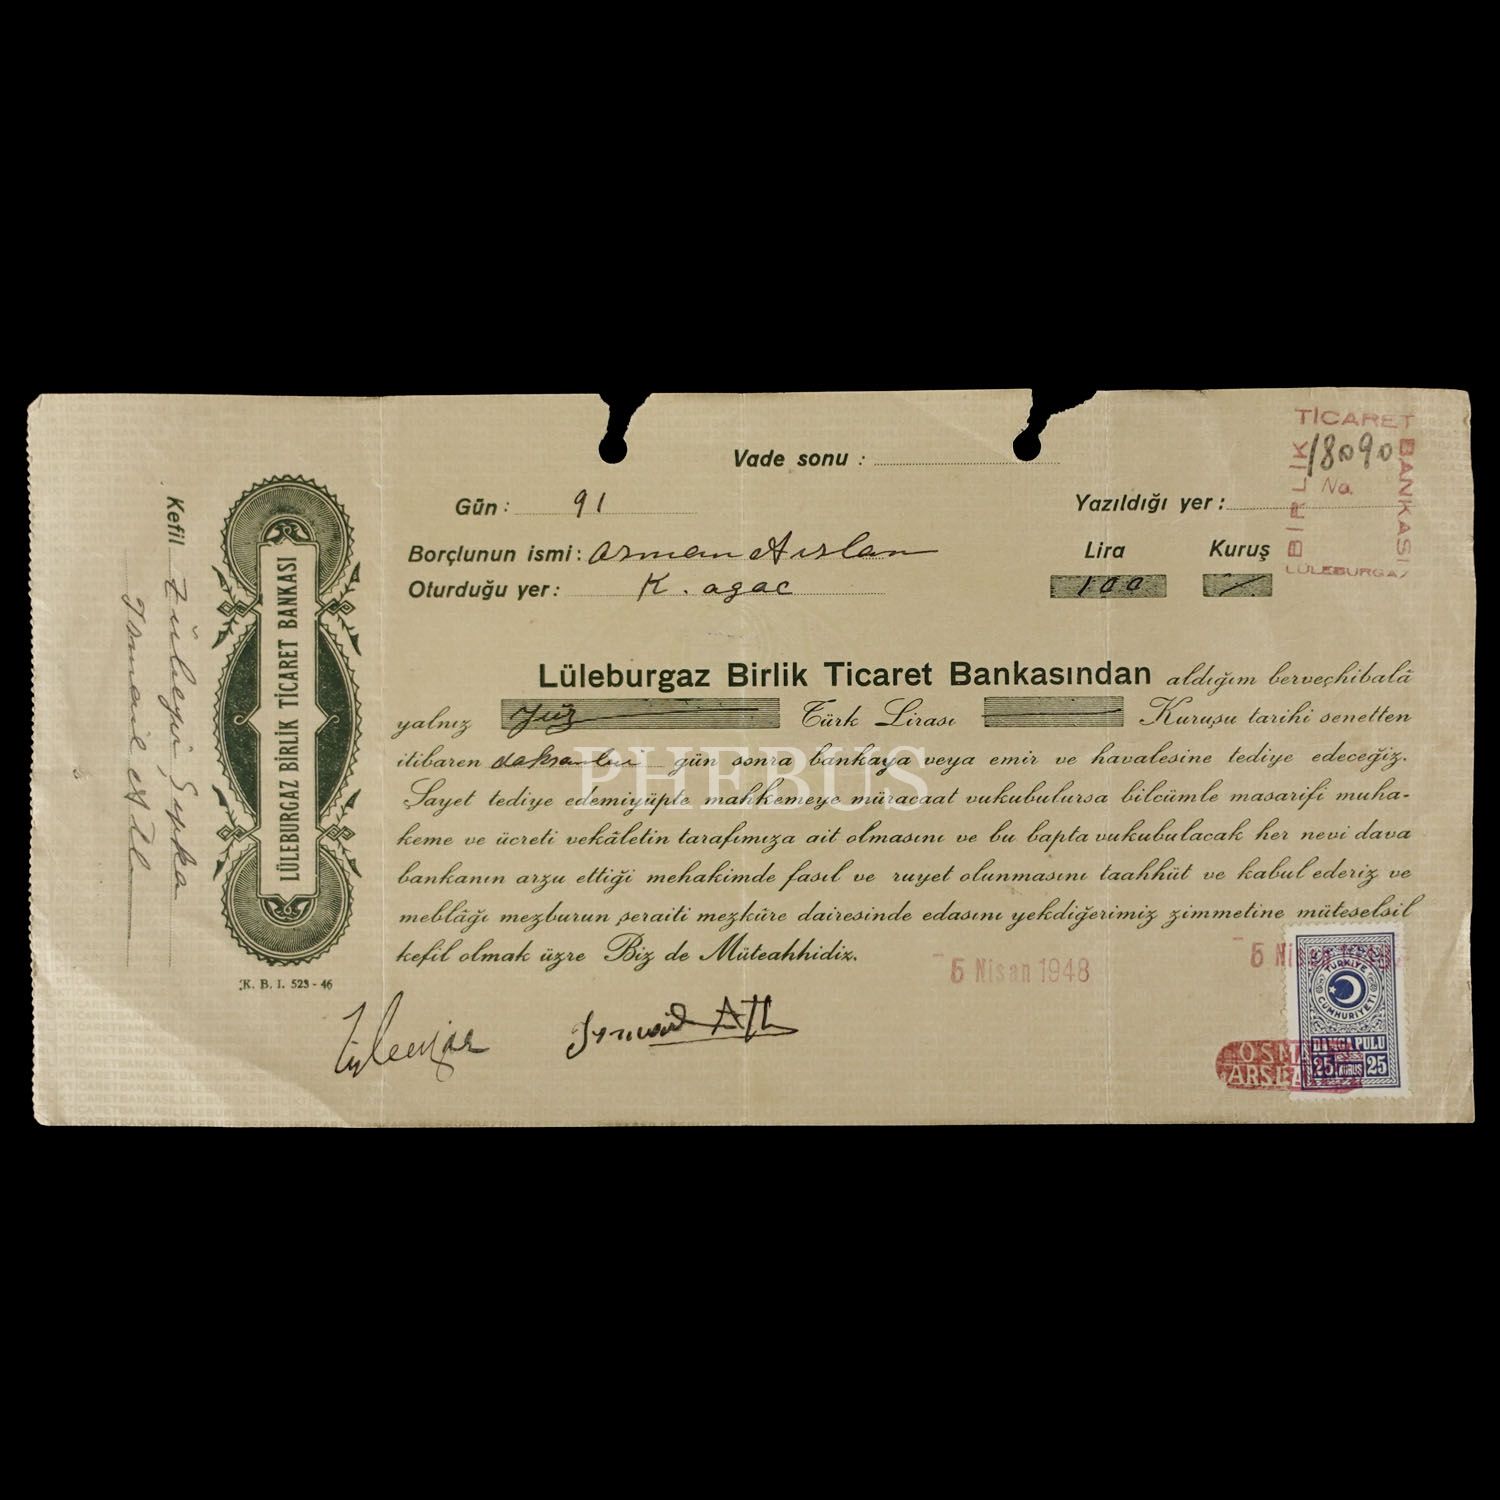 Vade sonu :
TİCARET
BİRLİK
BANKASI
18090
No.
LÜLEBURGAZ
Gün: 91
Yazıldığı yer :
Borçlunun ismi: Osman Arslan
Lira
Kuruş
Oturduğu yer: K. agac
100
Kefil
İsmail
LÜLEBURGAZ BİRLİK TİCARET BANKASI
K. B. I. 523 - 46
Lüleburgaz Birlik Ticaret Bankasından aldığım berveçhibalâ
yalnız Yüz Türk Lirası Kuruşu tarihi senetten
itibaren doksanbir gün sonra bankaya veya emir ve havalesine tediye edeceğiz.
Şayet tediye edemiyüpte mahkemeye müracaat vukubulursa bilcümle masarifi muha-
keme ve ücreti vekâletin tarafımıza ait olmasını ve bu bapta vukubulacak her nevi dava
bankanın arzu ettiği mehakimde fasıl ve ruyet olunmasını taahhüt ve kabul ederiz ve
meblâğı mezburun şeraiti mezkûre dairesinde edasını yekdiğerimiz zimmetine müteselsil
kefil olmak üzre Biz de Müteahhidiz.
PHEBUS
5 Nisan 1948
TÜRKİYE
CUMHURİYETİ
DAMGA PULU
25 KURUŞ 25